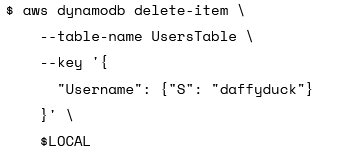 $ aws dynamodb delete-item \
--table-name UsersTable \
--key '{
"Username": {"S": "daffyduck"}
}' \
$LOCAL